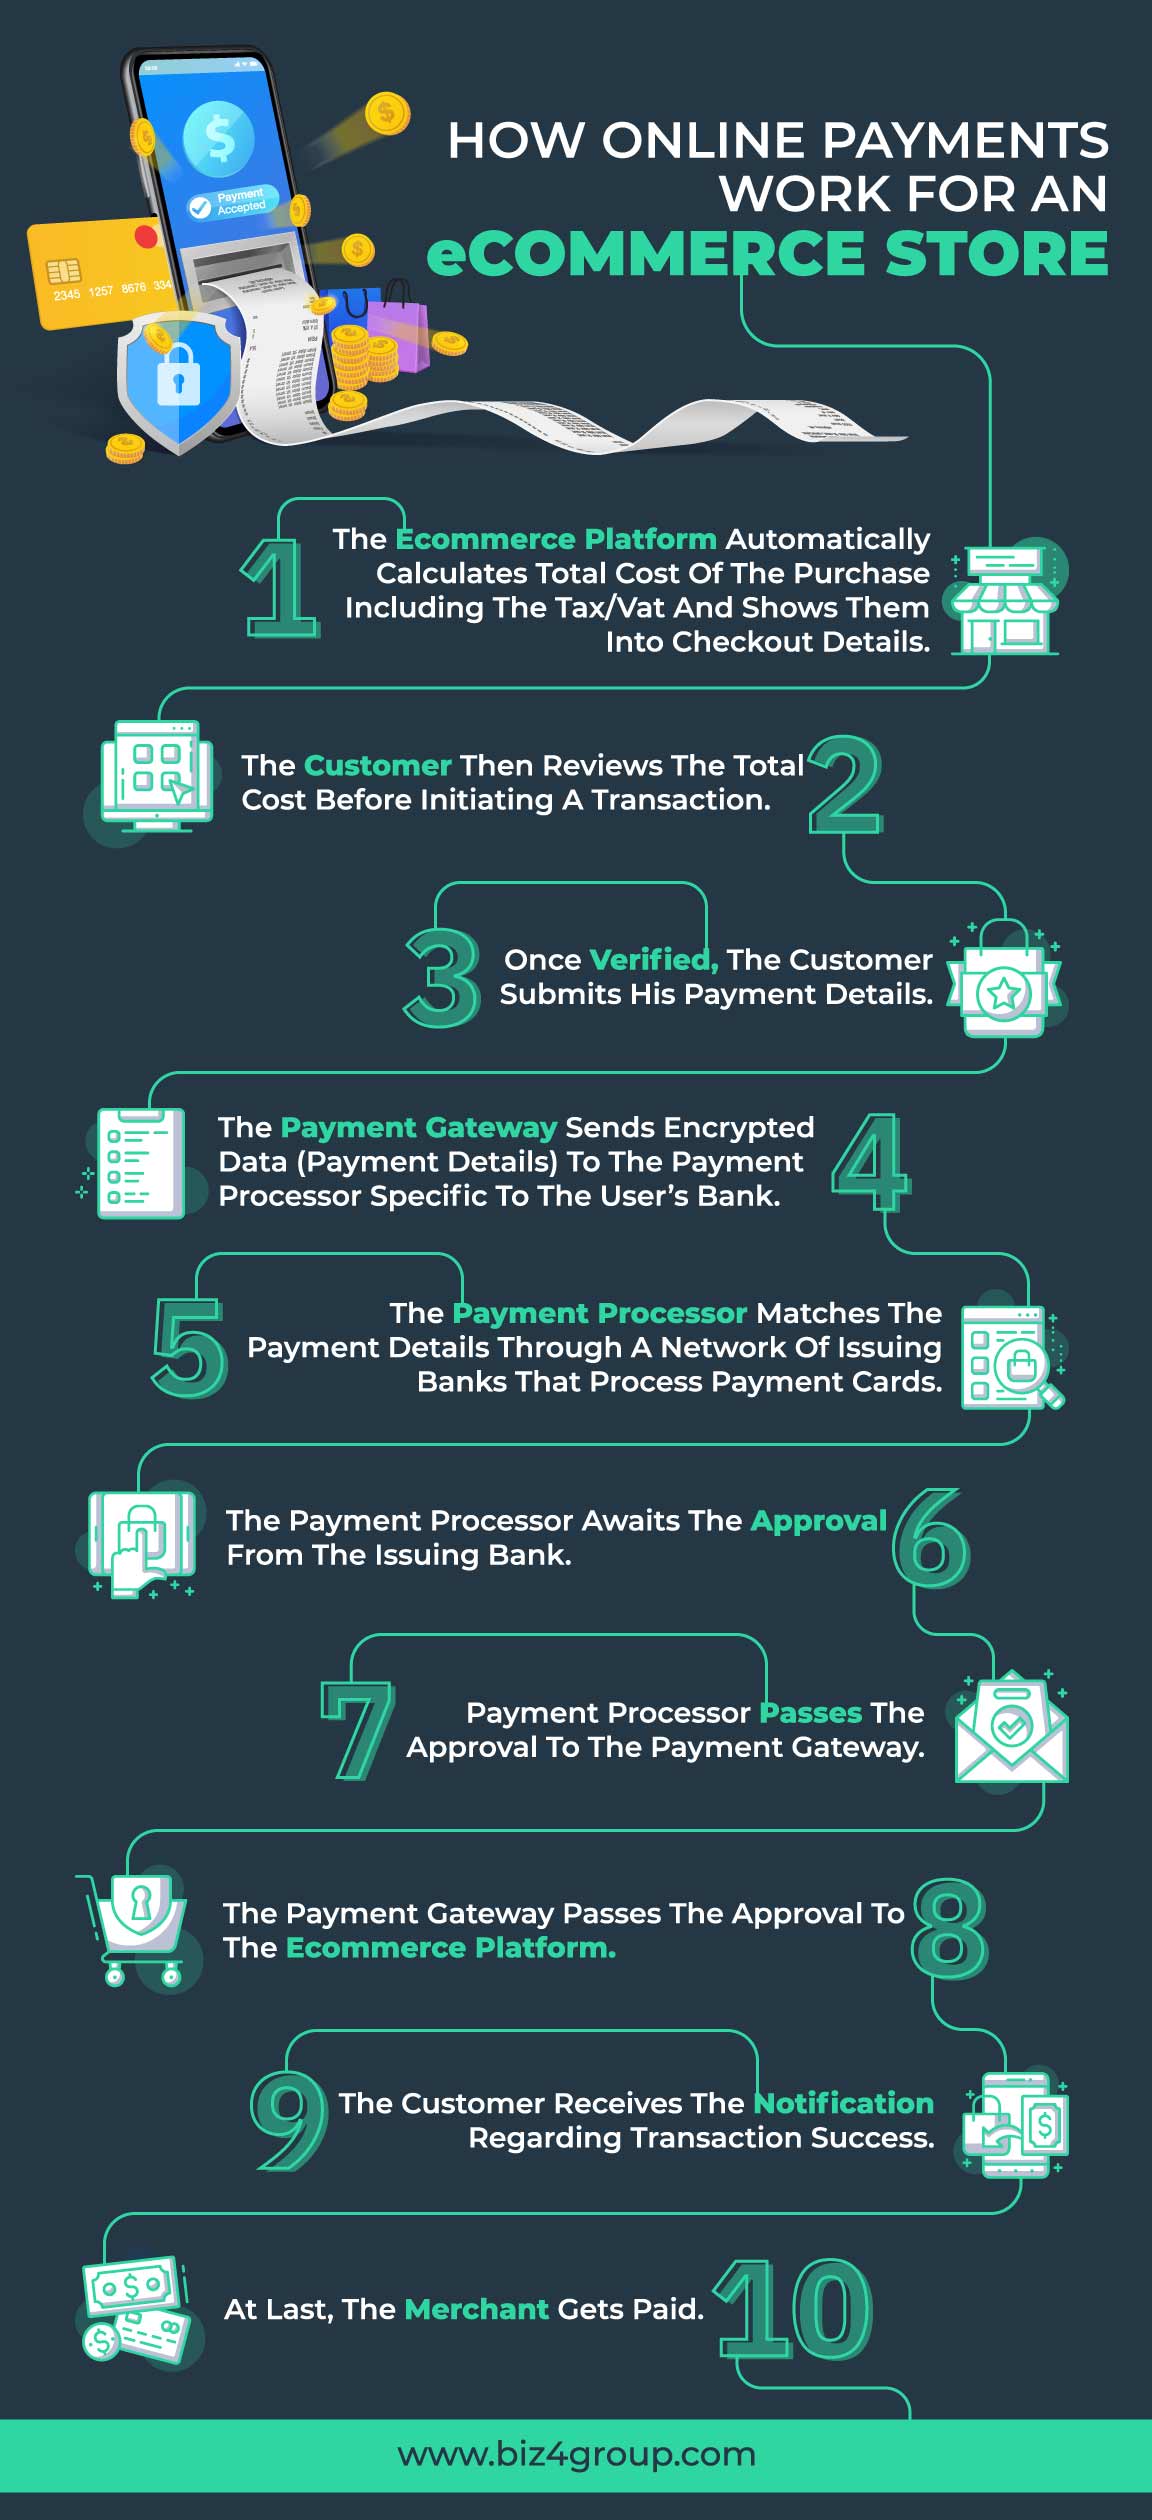 Payment
Accepted
2345 1257 8676 334
HOW ONLINE PAYMENTS
WORK FOR AN
eCOMMERCE STORE
1
The Ecommerce Platform Automatically
Calculates Total Cost Of The Purchase
Including The Tax/Vat And Shows Them
Into Checkout Details.
The Customer Then Reviews The Total
Cost Before Initiating A Transaction.
2
3
Once Verified, The Customer
Submits His Payment Details.
The Payment Gateway Sends Encrypted
Data (Payment Details) To The Payment
Processor Specific To The User's Bank.
4
5
The Payment Processor Matches The
Payment Details Through A Network Of Issuing
Banks That Process Payment Cards.
The Payment Processor Awaits The Approval
From The Issuing Bank.
6
7
Payment Processor Passes The
Approval To The Payment Gateway.
The Payment Gateway Passes The Approval To
The Ecommerce Platform.
8
9
The Customer Receives The Notification
Regarding Transaction Success.
At Last, The Merchant Gets Paid.
10
www.biz4group.com